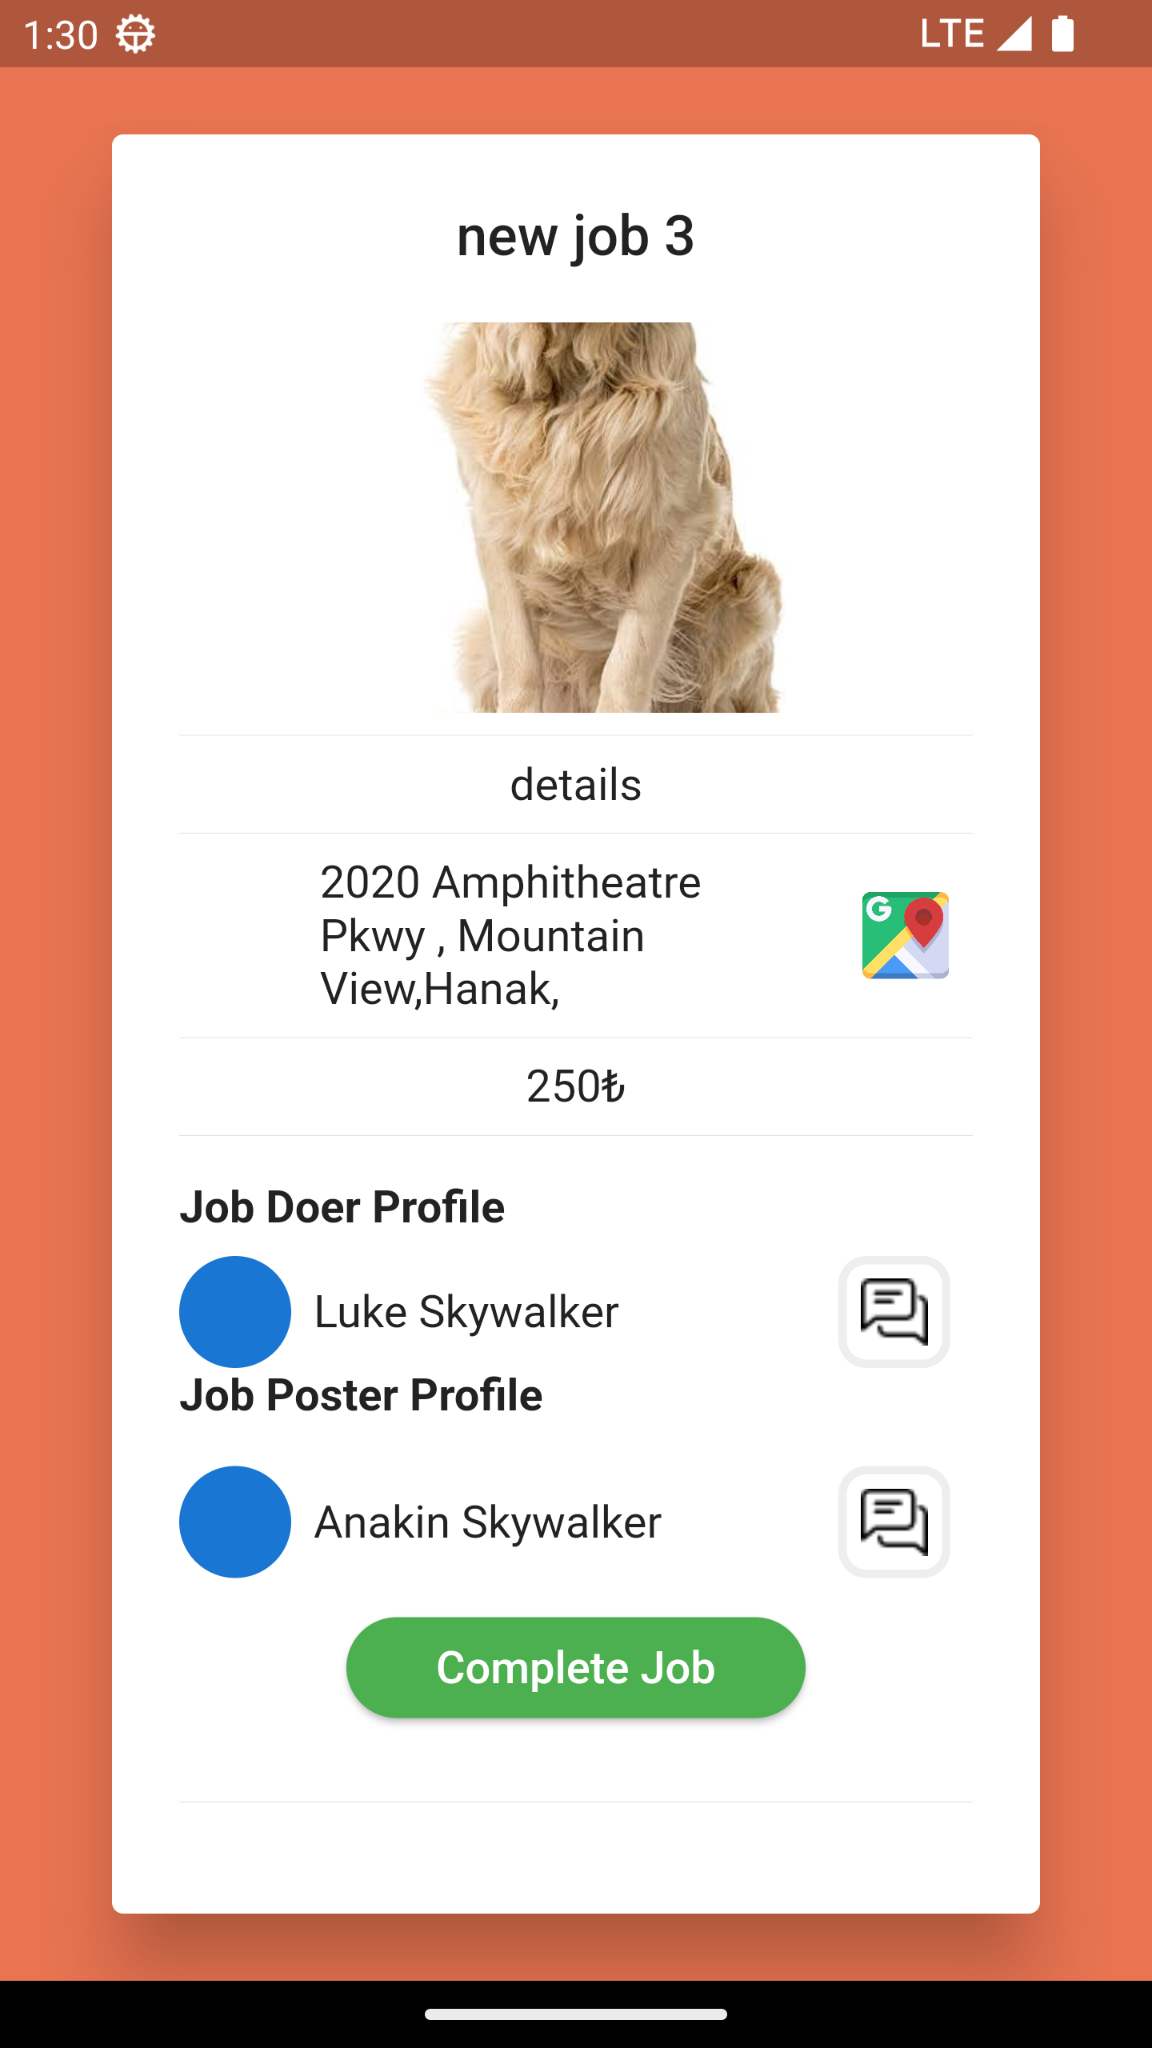 1:30
LTE
new job 3
details
2020 Amphitheatre
Pkwy , Mountain
View,Hanak,
G
250₺
Job Doer Profile
Luke Skywalker
Job Poster Profile
Anakin Skywalker
Complete Job